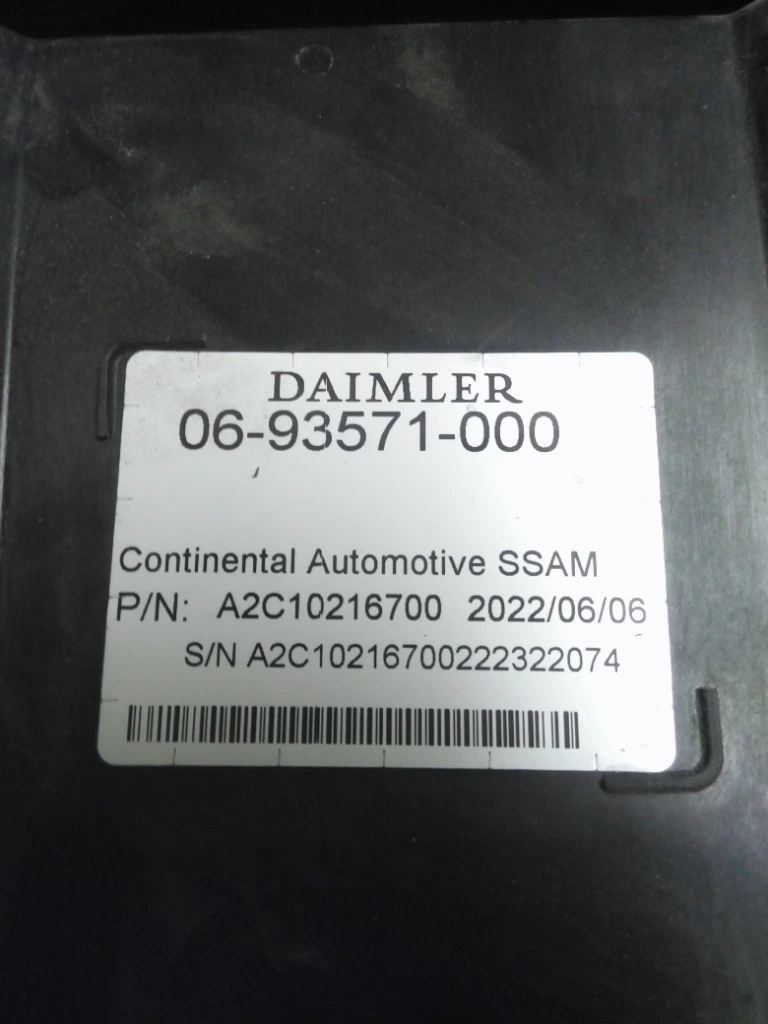 DAIMLER
06-93571-000
Continental Automotive SSAM
P/N: A2C10216700 2022/06/06
S/N A2C10216700222322074